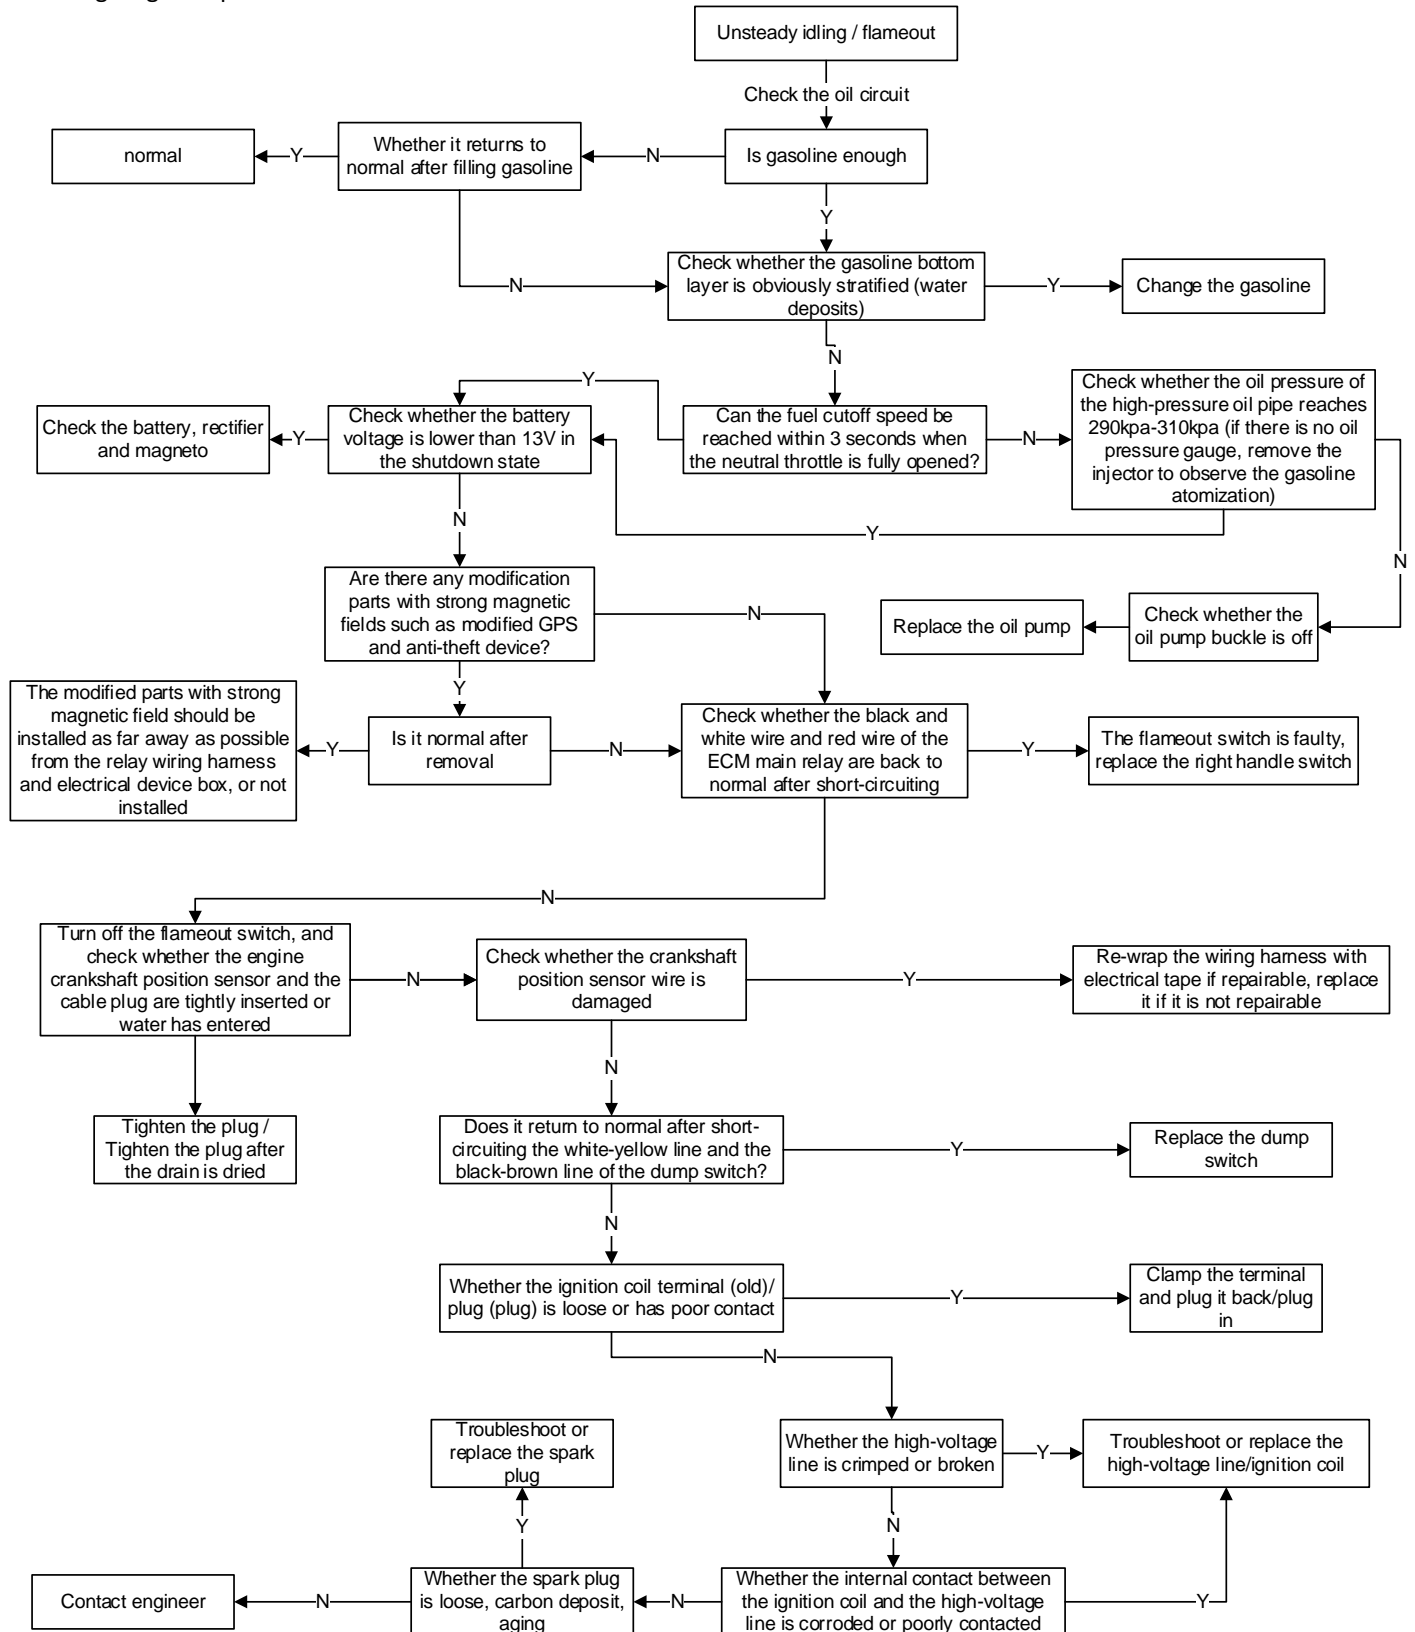 Unsteady idling / flameout
Check the oil circuit
normal
Y
Whether it returns to
normal after filling gasoline
N
Is gasoline enough
Y
N
Check whether the gasoline bottom
layer is obviously stratified (water
deposits)
Y
Change the gasoline
N
Y
Check the battery, rectifier
and magneto
Y
Check whether the battery
voltage is lower than 13V in
the shutdown state
Can the fuel cutoff speed be
reached within 3 seconds when
the neutral throttle is fully opened?
N
Check whether the oil pressure of
the high-pressure oil pipe reaches
290kpa-310kpa (if there is no oil
pressure gauge, remove the
injector to observe the gasoline
atomization)
N
Y
N
Are there any modification
parts with strong magnetic
fields such as modified GPS
and anti-theft device?
N
Replace the oil pump
Check whether the
oil pump buckle is off
Y
The modified parts with strong
magnetic field should be
installed as far away as possible
from the relay wiring harness
and electrical device box, or not
installed
Y
Is it normal after
removal
N
Check whether the black and
white wire and red wire of the
ECM main relay are back to
normal after short-circuiting
Y
The flameout switch is faulty,
replace the right handle switch
N
Turn off the flameout switch, and
check whether the engine
crankshaft position sensor and the
cable plug are tightly inserted or
water has entered
N
Check whether the crankshaft
position sensor wire is
damaged
Y
Re-wrap the wiring harness with
electrical tape if repairable, replace
it if it is not repairable
N
Tighten the plug /
Tighten the plug after
the drain is dried
Does it return to normal after short-
circuiting the white-yellow line and the
black-brown line of the dump switch?
Y
Replace the dump
switch
N
Whether the ignition coil terminal (old)/
plug (plug) is loose or has poor contact
Y
Clamp the terminal
and plug it back/plug
in
N
Troubleshoot or
replace the spark
plug
Whether the high-voltage
line is crimped or broken
Y
Troubleshoot or replace the
high-voltage line/ignition coil
Y
N
Contact engineer
N
Whether the spark plug
is loose, carbon deposit,
aging
N
Whether the internal contact between
the ignition coil and the high-voltage
line is corroded or poorly contacted
Y